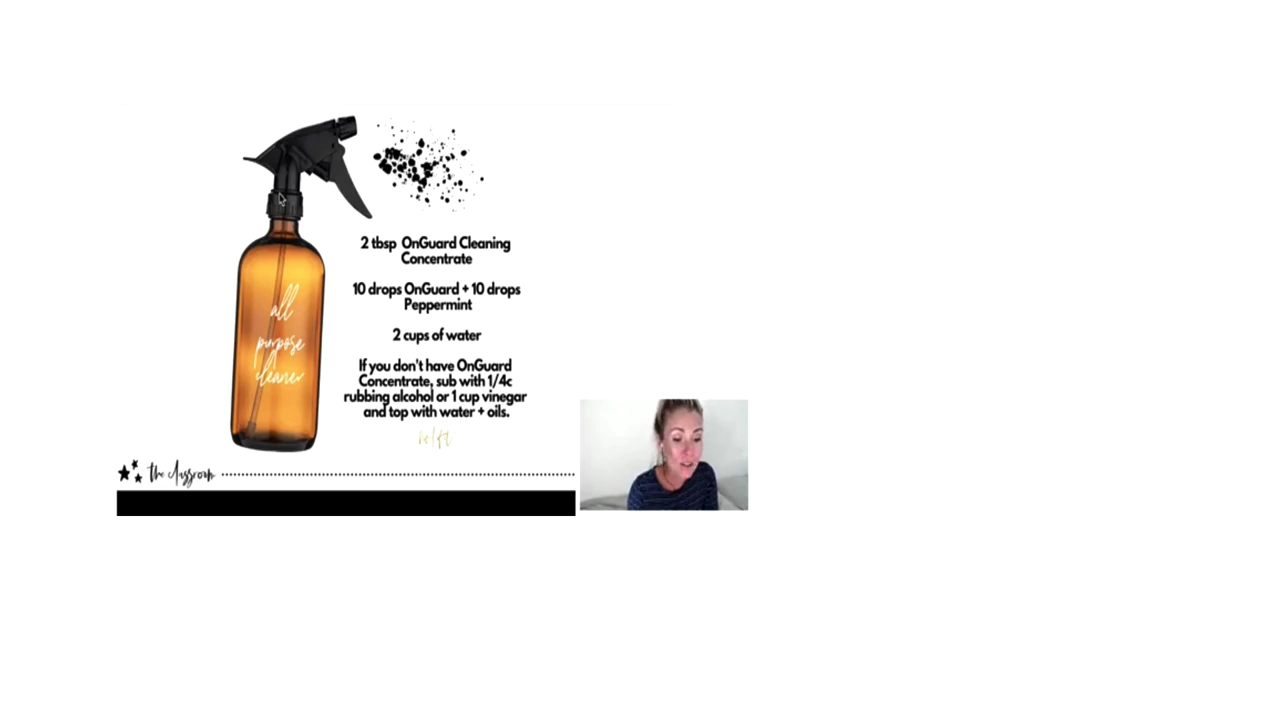 all
purpose
cleaner
2 tbsp OnGuard Cleaning
Concentrate
10 drops OnGuard + 10 drops
Peppermint
2 cups of water
If you don't have OnGuard
Concentrate, sub with 1/4c
rubbing alcohol or 1 cup vinegar
and top with water + oils.
the classroom